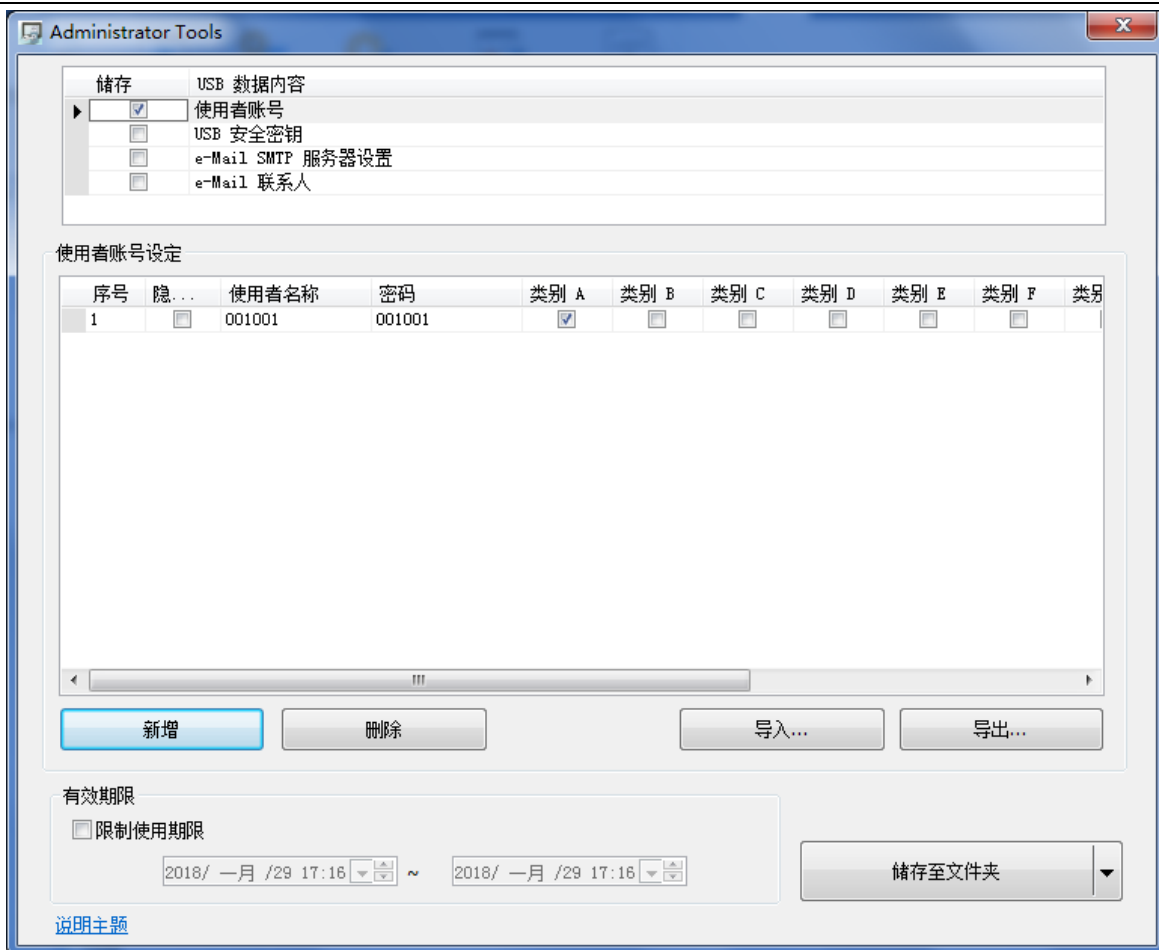 Administrator Tools
储存 USB 数据内容
使用者账号
USB 安全密钥
e-Mail SMTP 服务器设置
e-Mail 联系人
使用者账号设定
序号 隐... 使用者名称 密码 类别 A 类别 B 类别 C 类别 D 类别 E 类别 F 类别
1 001001 001001
新增 删除 导入... 导出...
有效期限
限制使用期限
2018/ 一月 /29 17:16 ~ 2018/ 一月 /29 17:16
储存至文件夹
说明主题